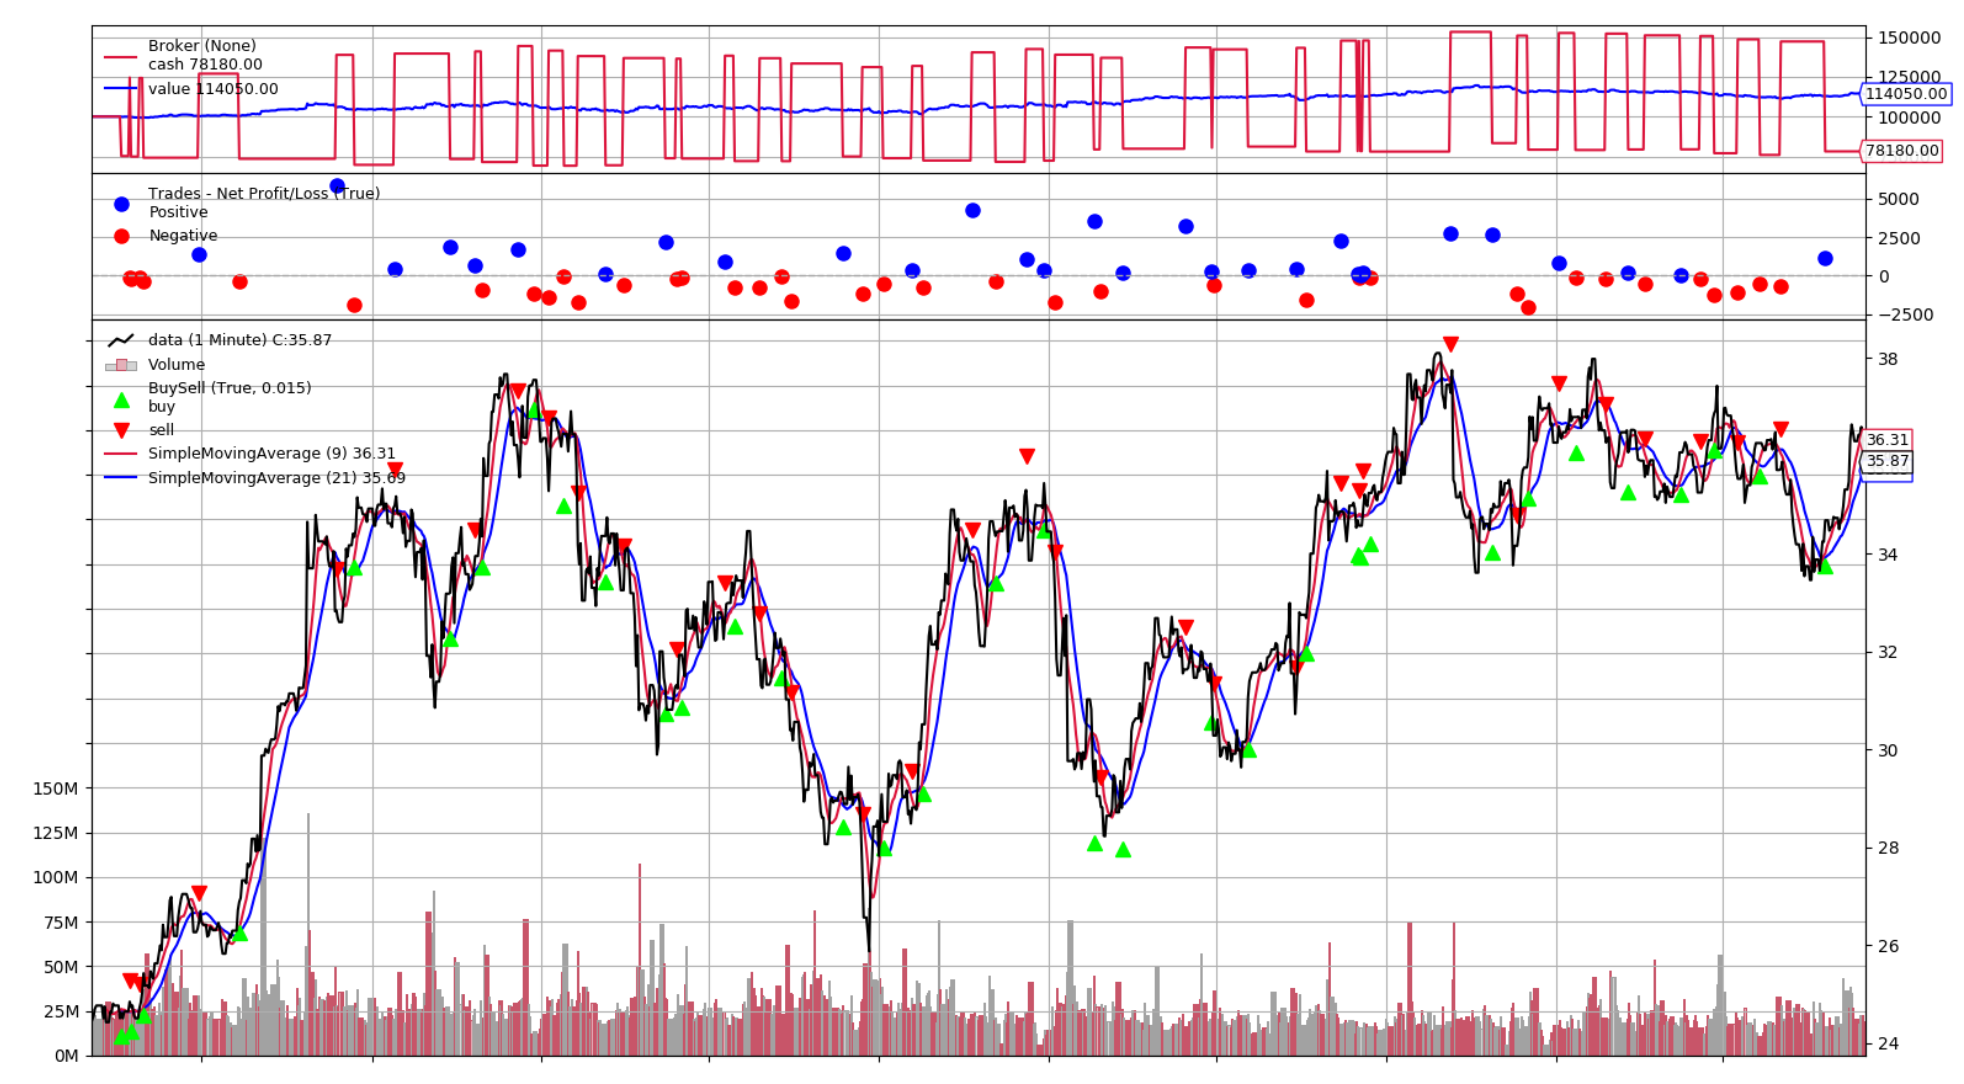 Broker (None)
cash 78180.00
value 114050.00
150000
125000
114050.00
100000
78180.00
Trades - Net Profit/Loss (True)
Positive
Negative
5000
2500
0
−2500
data (1 Minute) C:35.87
Volume
BuySell (True, 0.015)
buy
sell
SimpleMovingAverage (9) 36.31
SimpleMovingAverage (21) 35.69
38
36.31
35.87
34
32
30
28
26
24
150M
125M
100M
75M
50M
25M
0M